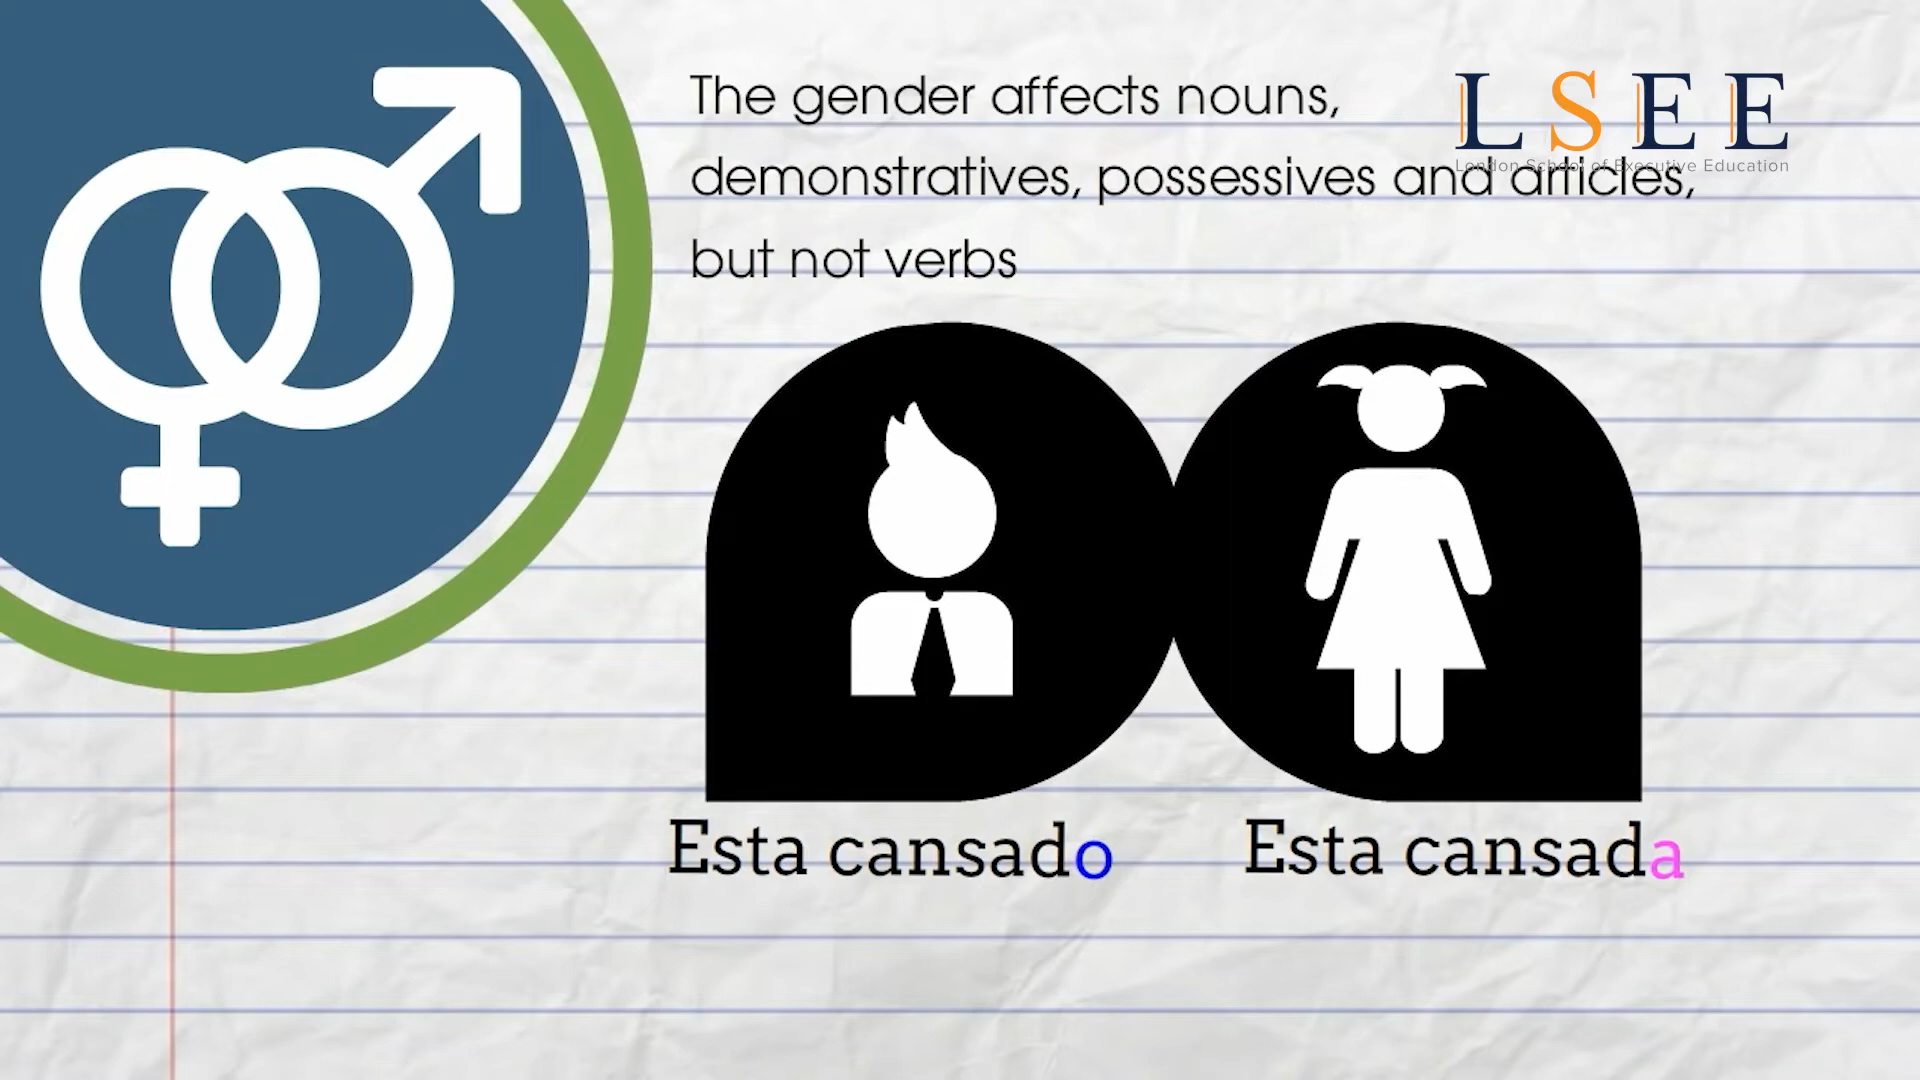 The gender affects nouns,
demonstratives, possessives and articles,
but not verbs
LSEE
London School of Executive Education
Esta cansado
Esta cansada